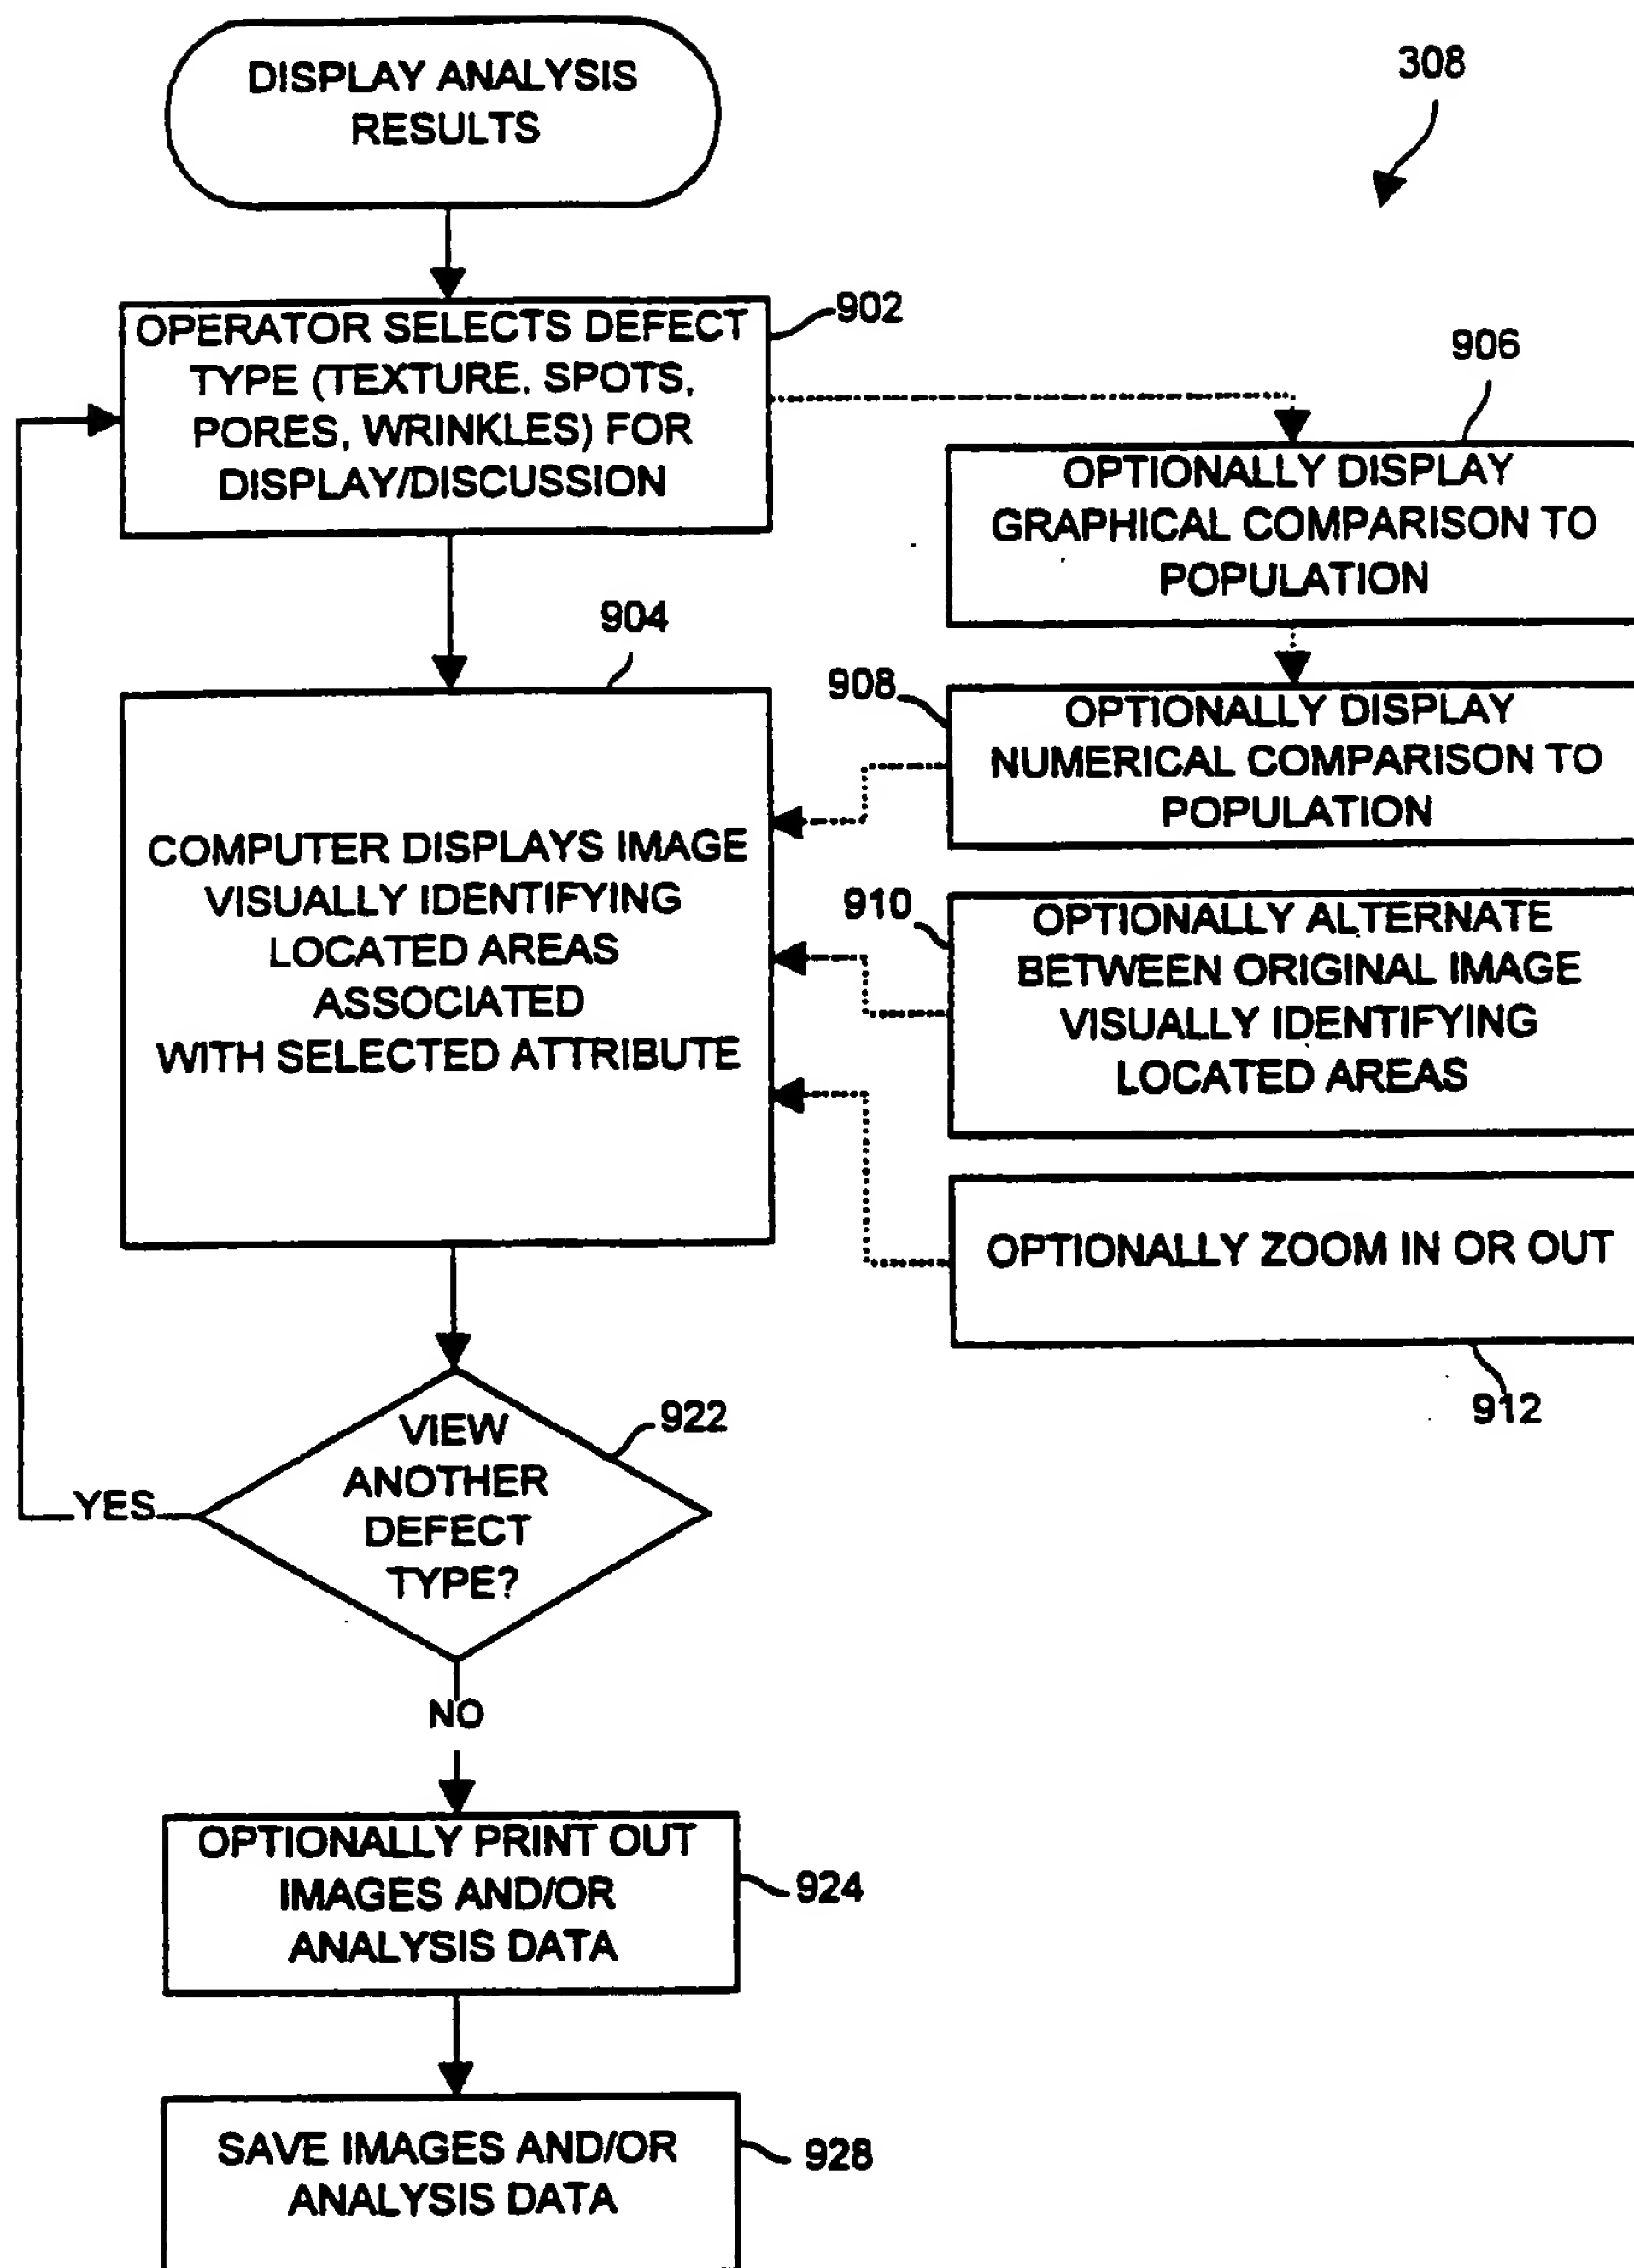 DISPLAY ANALYSIS
RESULTS
308
OPERATOR SELECTS DEFECT
TYPE (TEXTURE. SPOTS,
PORES, WRINKLES) FOR
DISPLAY/DISCUSSION
902
906
OPTIONALLY DISPLAY
GRAPHICAL COMPARISON TO
POPULATION
904
908
OPTIONALLY DISPLAY
NUMERICAL COMPARISON TO
POPULATION
COMPUTER DISPLAYS IMAGE
VISUALLY IDENTIFYING
LOCATED AREAS
ASSOCIATED
WITH SELECTED ATTRIBUTE
910
OPTIONALLY ALTERNATE
BETWEEN ORIGINAL IMAGE
VISUALLY IDENTIFYING
LOCATED AREAS
OPTIONALLY ZOOM IN OR OUT
912
VIEW
ANOTHER
DEFECT
TYPE?
922
YES
NO
OPTIONALLY PRINT OUT
IMAGES AND/OR
ANALYSIS DATA
924
SAVE IMAGES AND/OR
ANALYSIS DATA
928